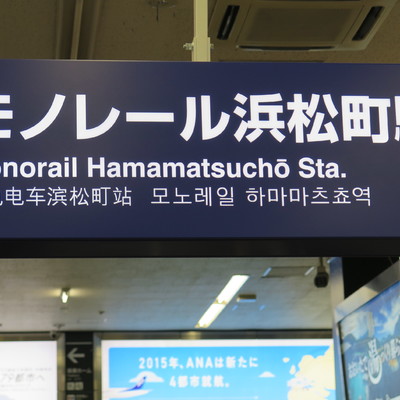 モノレール浜松町駅
onorail Hamamatsuchō Sta.
电车滨松町站 모노레일 하마마츠쵸역
2015年、ANAは新たに
4都市就航。